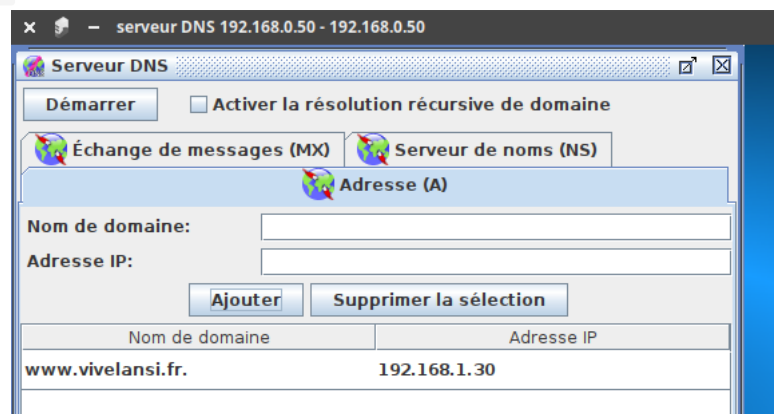 serveur DNS 192.168.0.50 - 192.168.0.50
Serveur DNS
Démarrer Activer la résolution récursive de domaine
Échange de messages (MX) Serveur de noms (NS)
Adresse (A)
Nom de domaine:
Adresse IP:
Ajouter Supprimer la sélection
Nom de domaine Adresse IP
www.vivelansi.fr. 192.168.1.30